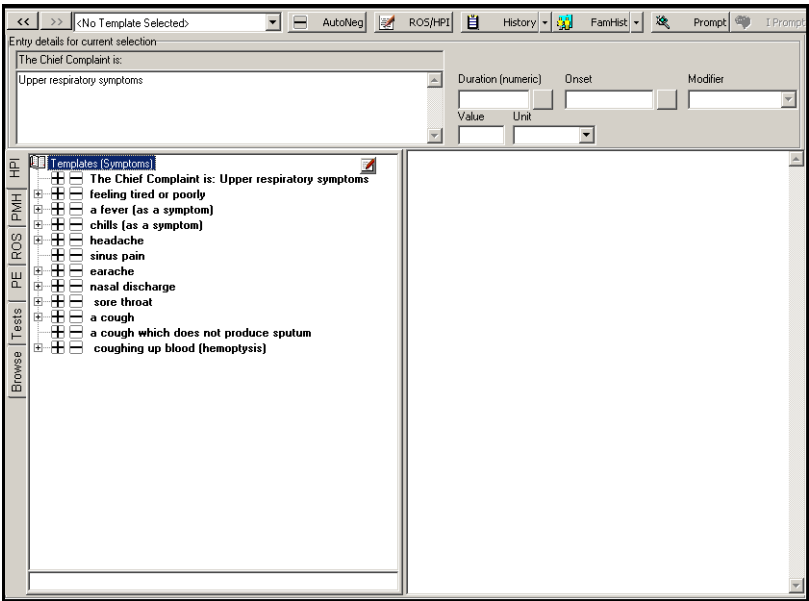 << >> <No Template Selected> AutoNeg ROS/HPI History FamHist Prompt I Prompt
Entry details for current selection
The Chief Complaint is:
Upper respiratory symptoms
Duration (numeric) Onset Modifier
Value Unit
HPI
PMH
ROS
PE
Tests
Browse
Templates (Symptoms)
The Chief Complaint is: Upper respiratory symptoms
feeling tired or poorly
a fever (as a symptom)
chills (as a symptom)
headache
sinus pain
earache
nasal discharge
sore throat
a cough
a cough which does not produce sputum
coughing up blood (hemoptysis)